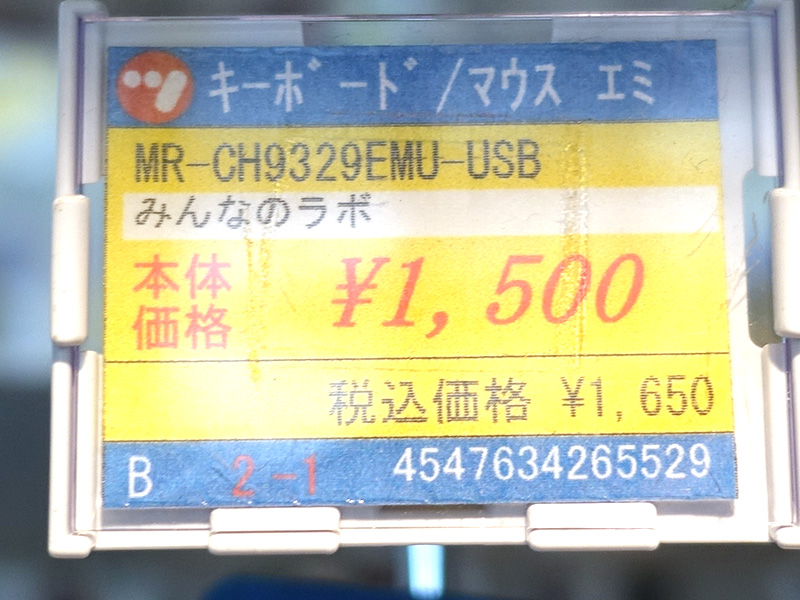 キーボード/マウス エミ
MR-CH9329EMU-USB
みんなのラボ
本体価格 ¥1,500
税込価格 ¥1,650
B 2-1 4547634265529